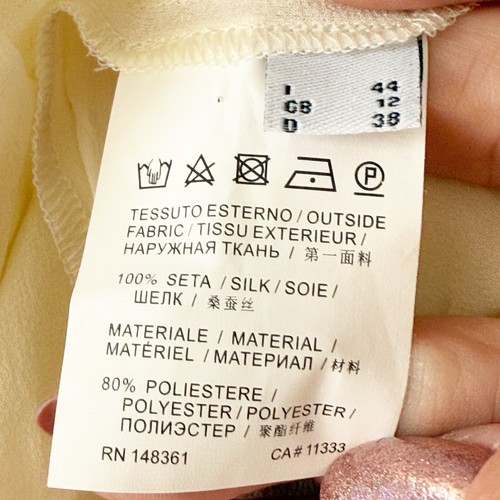 I 44
GB 12
D 38
P
TESSUTO ESTERNO / OUTSIDE
FABRIC / TISSU EXTERIEUR /
НАРУЖНАЯ ТКАНЬ / 第一面料
100% SETA / SILK / SOIE /
ШЕЛК / 桑蚕丝
MATERIALE / MATERIAL /
MATÉRIEL / МАТЕРИАЛ / 材料
80% POLIESTERE /
POLYESTER / POLYESTER /
ПОЛИЭСТЕР / 聚酯纤维
RN 148361 CA# 11333